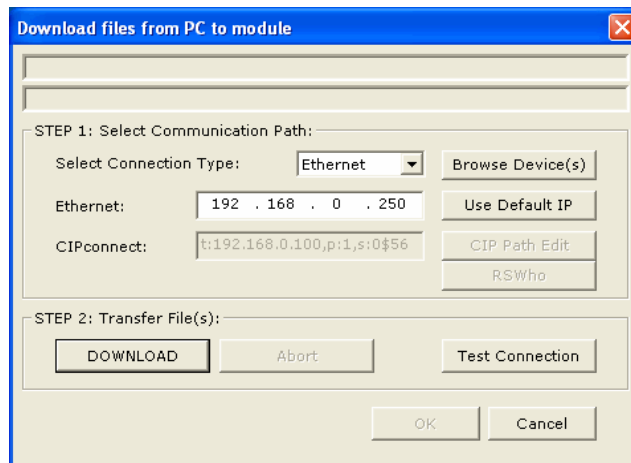 Download files from PC to module
STEP 1: Select Communication Path:
Select Connection Type: Ethernet Browse Device(s)
Ethernet: 192 . 168 . 0 . 250 Use Default IP
CIPconnect: t:192.168.0.100,p:1,s:0$56 CIP Path Edit
RSWho
STEP 2: Transfer File(s):
DOWNLOAD Abort Test Connection
OK Cancel